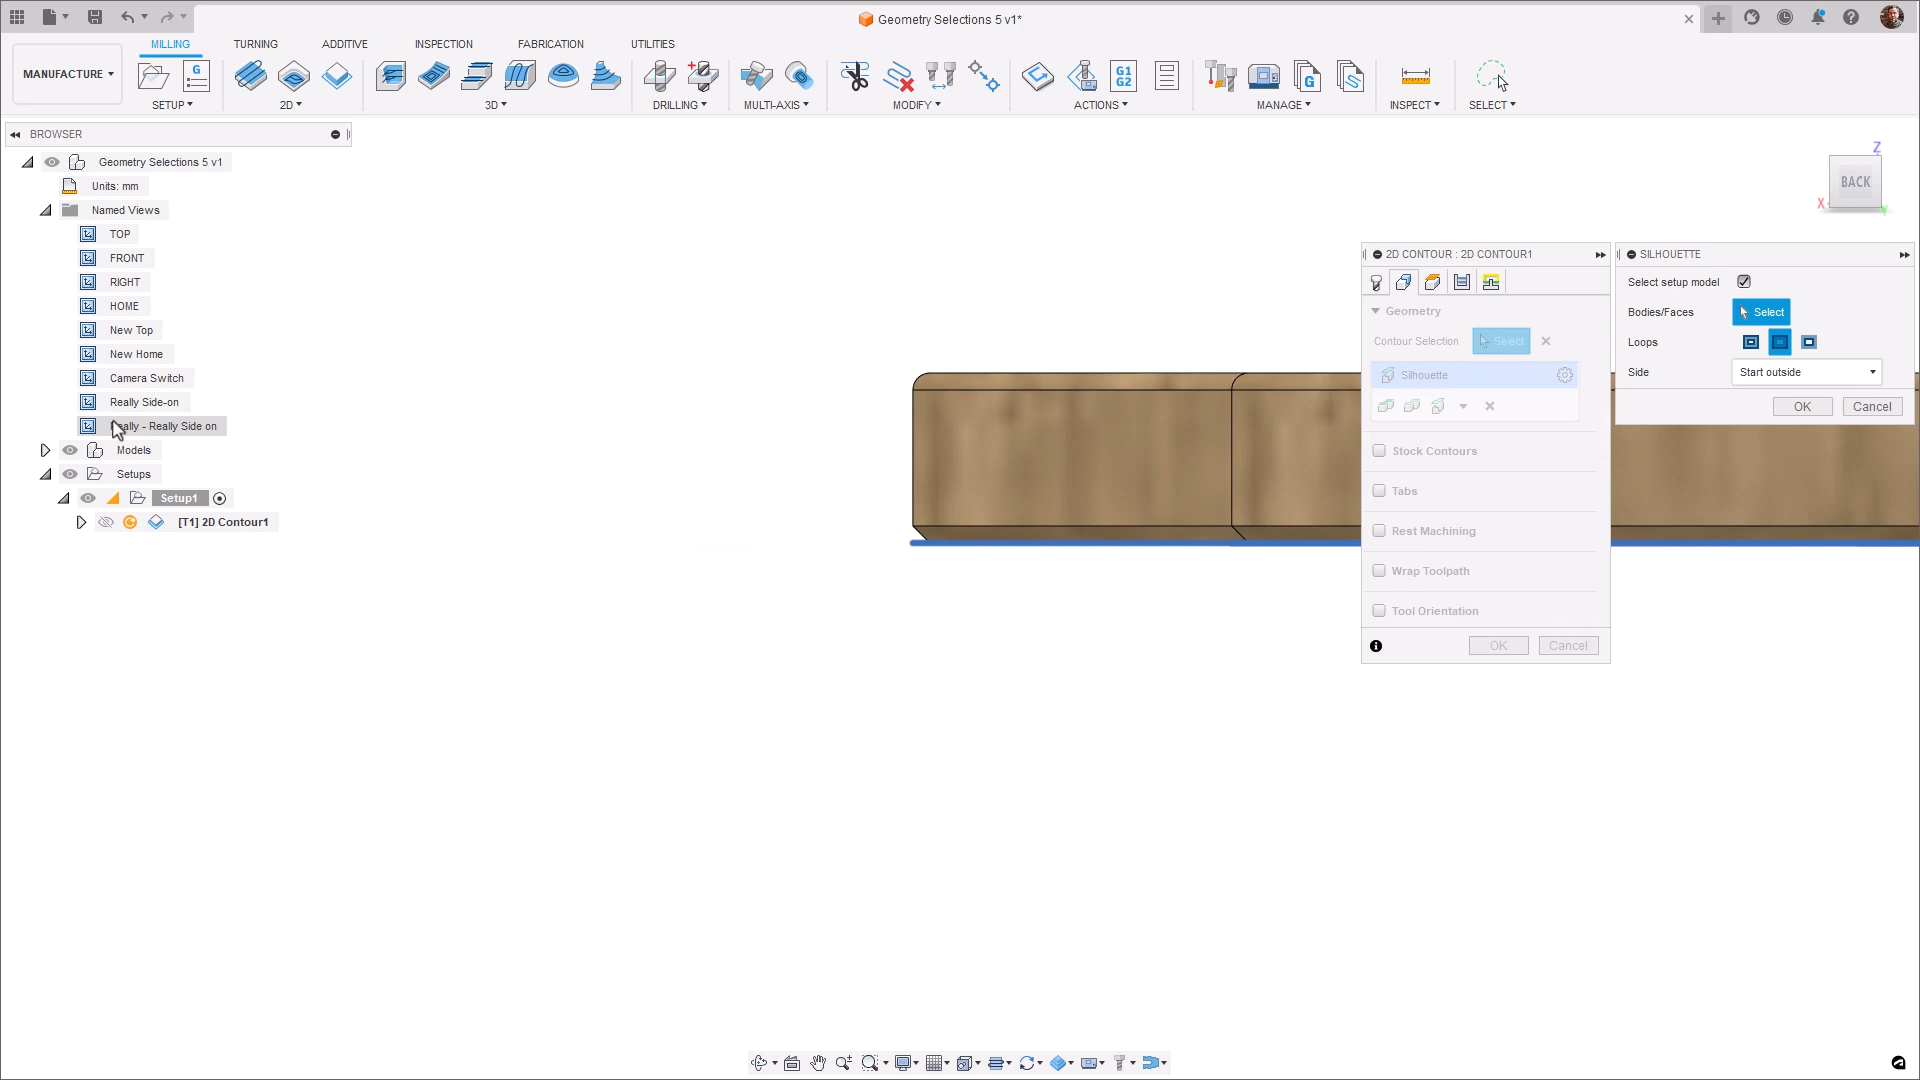 Geometry Selections 5 v1*
MILLING TURNING ADDITIVE INSPECTION FABRICATION UTILITIES
MANUFACTURE
G
G1
G2
G
SETUP 2D 3D DRILLING MULTI-AXIS MODIFY ACTIONS MANAGE INSPECT SELECT
BROWSER
Geometry Selections 5 v1
Units: mm
Named Views
TOP
FRONT
RIGHT
HOME
New Top
New Home
Camera Switch
Really Side-on
- Really Side on
Models
Setups
Setup1
[T1] 2D Contour1
Z
BACK
X
2D CONTOUR : 2D CONTOUR1
Geometry
Contour Selection Select
Silhouette
Stock Contours
Tabs
Rest Machining
Wrap Toolpath
Tool Orientation
OK Cancel
SILHOUETTE
Select setup model
Bodies/Faces Select
Loops
Side Start outside
OK Cancel